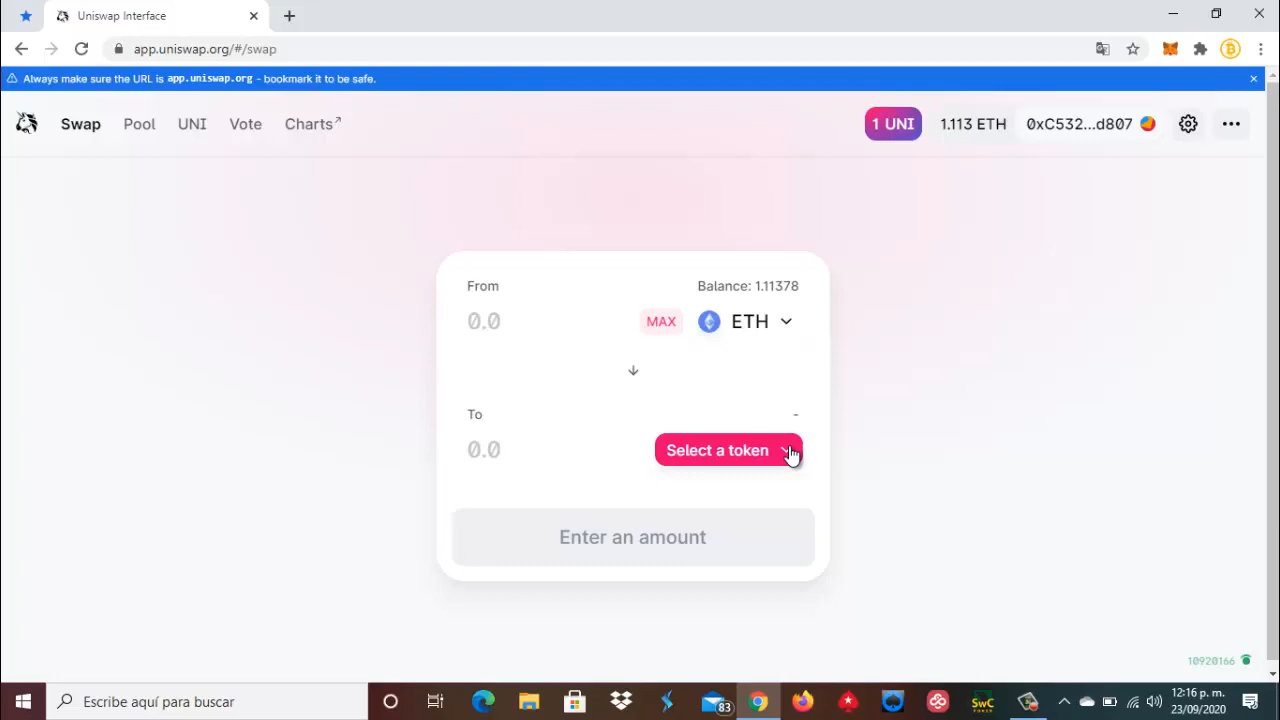 Uniswap Interface
app.uniswap.org/#/swap
Always make sure the URL is app.uniswap.org - bookmark it to be safe.
Swap Pool UNI Vote Charts↗ 1 UNI 1.113 ETH 0xC532...d807
From Balance: 1.11378
0.0 MAX ETH
To -
0.0 Select a token
Enter an amount
10920166
Escribe aquí para buscar
83
SwC
12:16 p. m.
23/09/2020